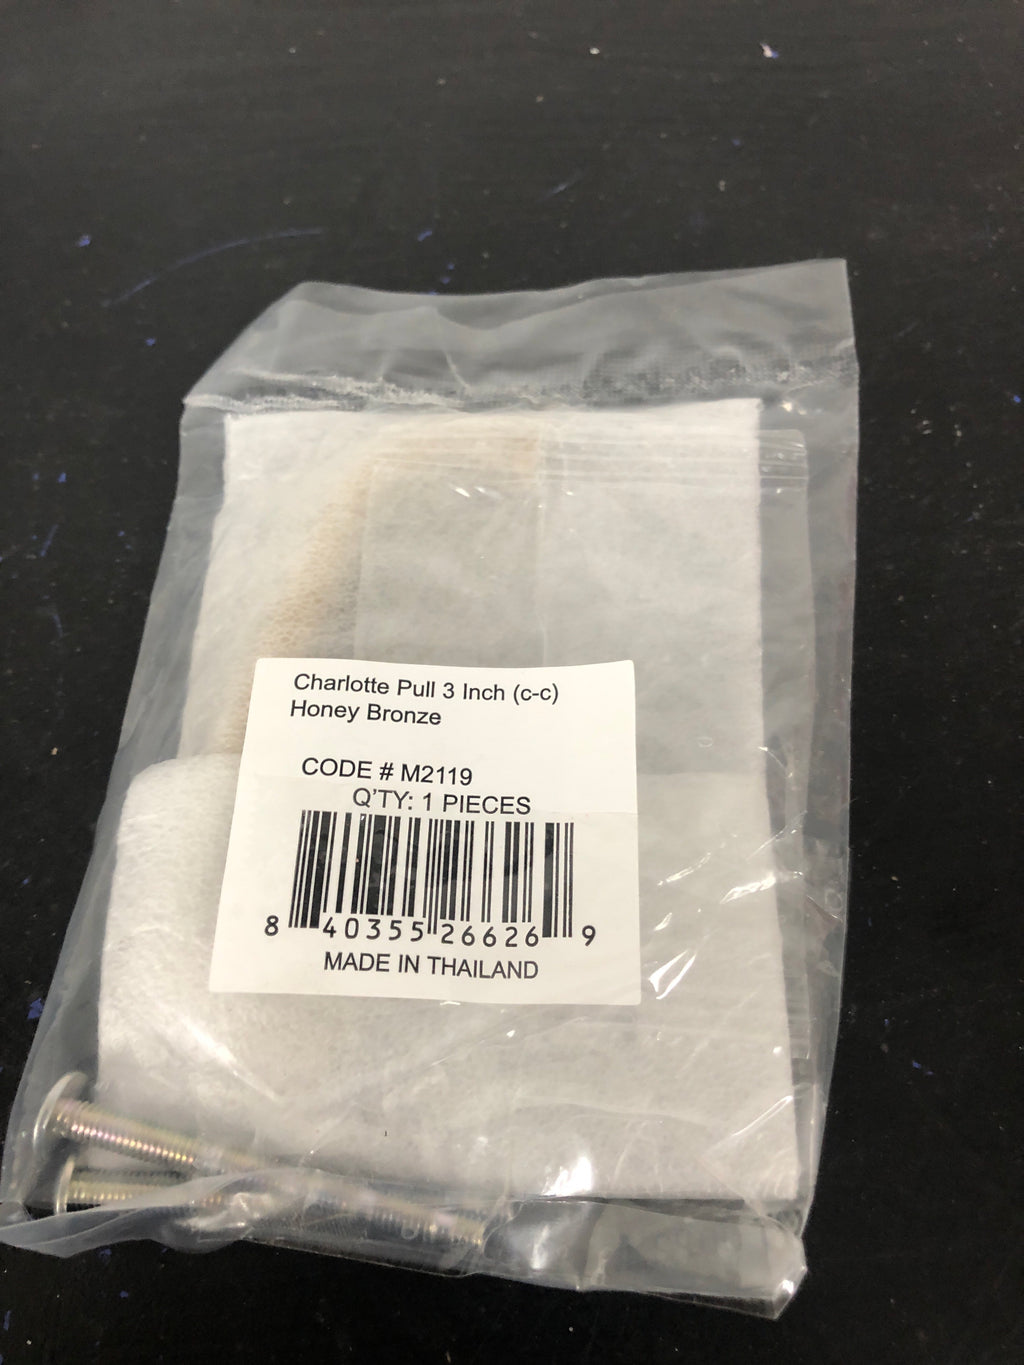 Charlotte Pull 3 Inch (c-c)
Honey Bronze
CODE # M2119
Q'TY: 1 PIECES
8 40355 26626 9
MADE IN THAILAND